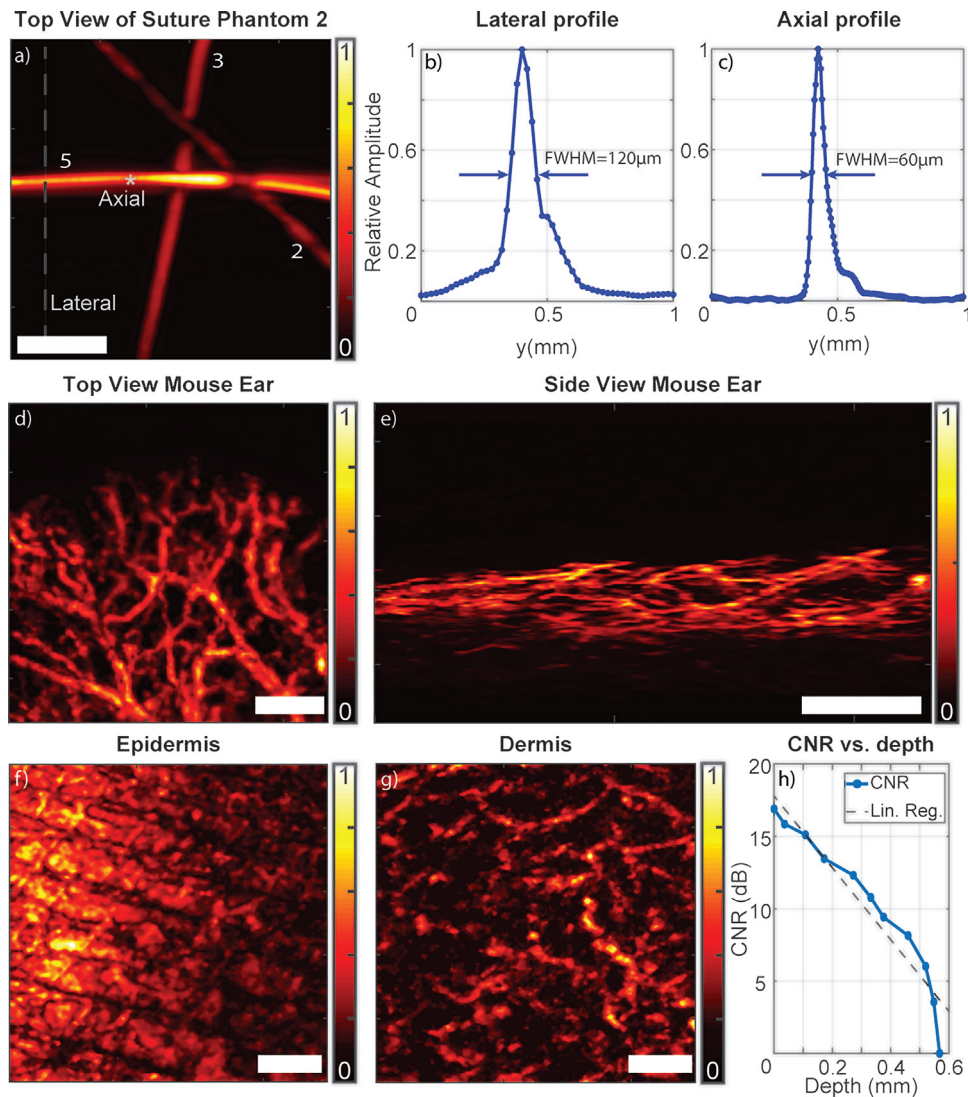 Top View of Suture Phantom 2
Lateral profile
Axial profile
a)
3
1
5
Axial
2
Lateral
0
b)
1
FWHM=120µm
0.6
0.2
Relative Amplitude
0
0.5
1
y(mm)
c)
1
FWHM=60µm
0.6
0.2
0
0.5
1
y(mm)
Top View Mouse Ear
Side View Mouse Ear
d)
1
0
e)
1
0
Epidermis
Dermis
CNR vs. depth
f)
1
0
g)
1
0
h)
CNR
Lin. Reg.
20
15
10
5
0
CNR (dB)
0
0.2
0.4
0.6
Depth (mm)